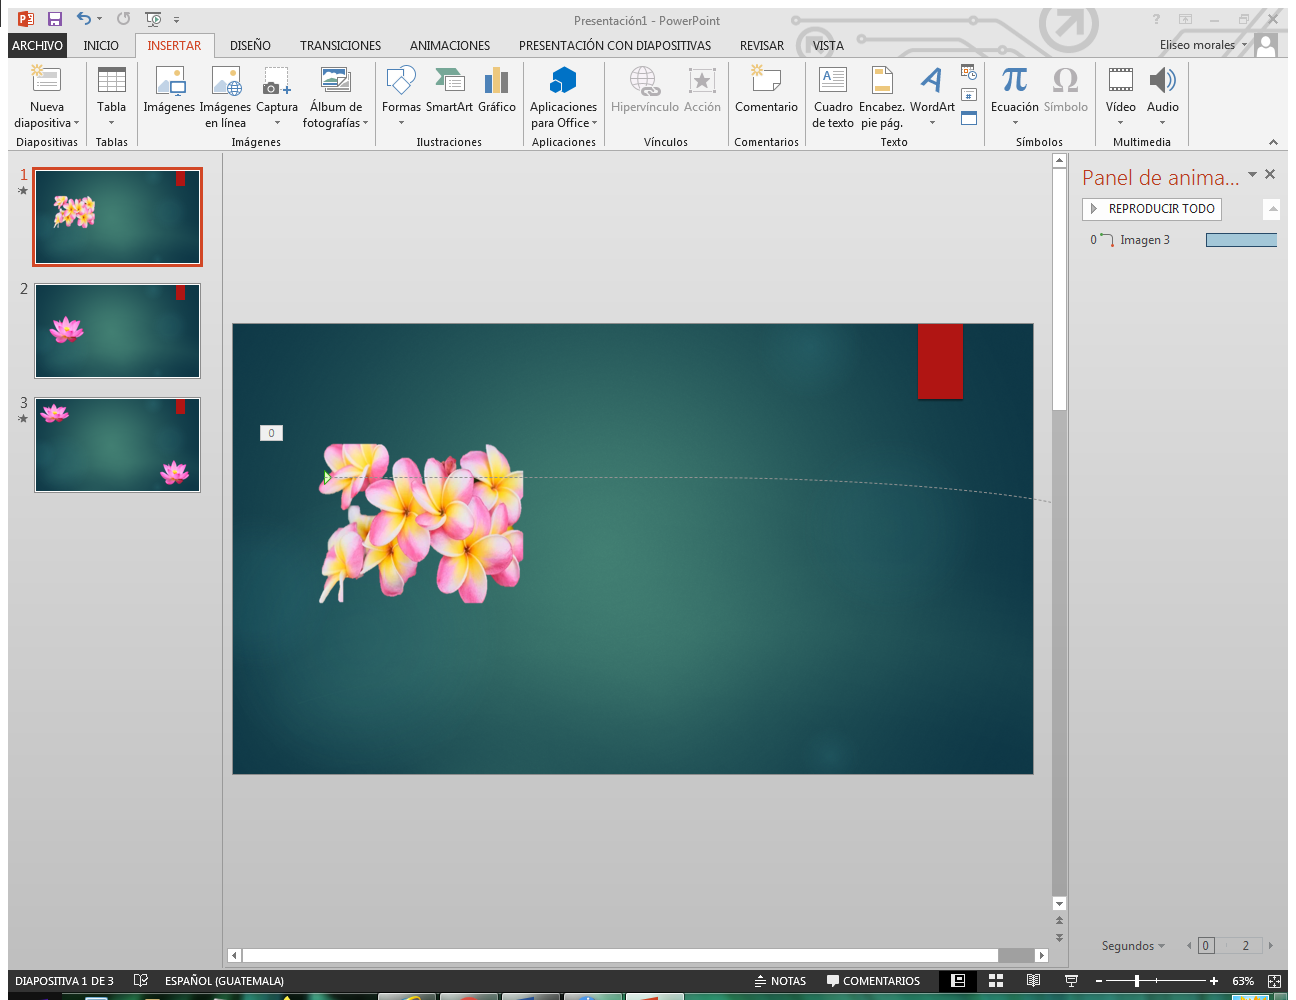 Presentación1 - PowerPoint
?
ARCHIVO INICIO INSERTAR DISEÑO TRANSICIONES ANIMACIONES PRESENTACIÓN CON DIAPOSITIVAS REVISAR VISTA Eliseo morales
Nueva diapositiva
Tabla
Imágenes
Imágenes en línea
Captura
Álbum de fotografías
Formas
SmartArt
Gráfico
Aplicaciones para Office
Hipervínculo
Acción
Comentario
Cuadro de texto
Encabez. pie pág.
WordArt
Ecuación
Símbolo
Vídeo
Audio
Diapositivas Tablas Imágenes Ilustraciones Aplicaciones Vínculos Comentarios Texto Símbolos Multimedia
1
2
3
0
Panel de anima...
REPRODUCIR TODO
0 Imagen 3
Segundos 0 2
DIAPOSITIVA 1 DE 3 ESPAÑOL (GUATEMALA) NOTAS COMENTARIOS 63%